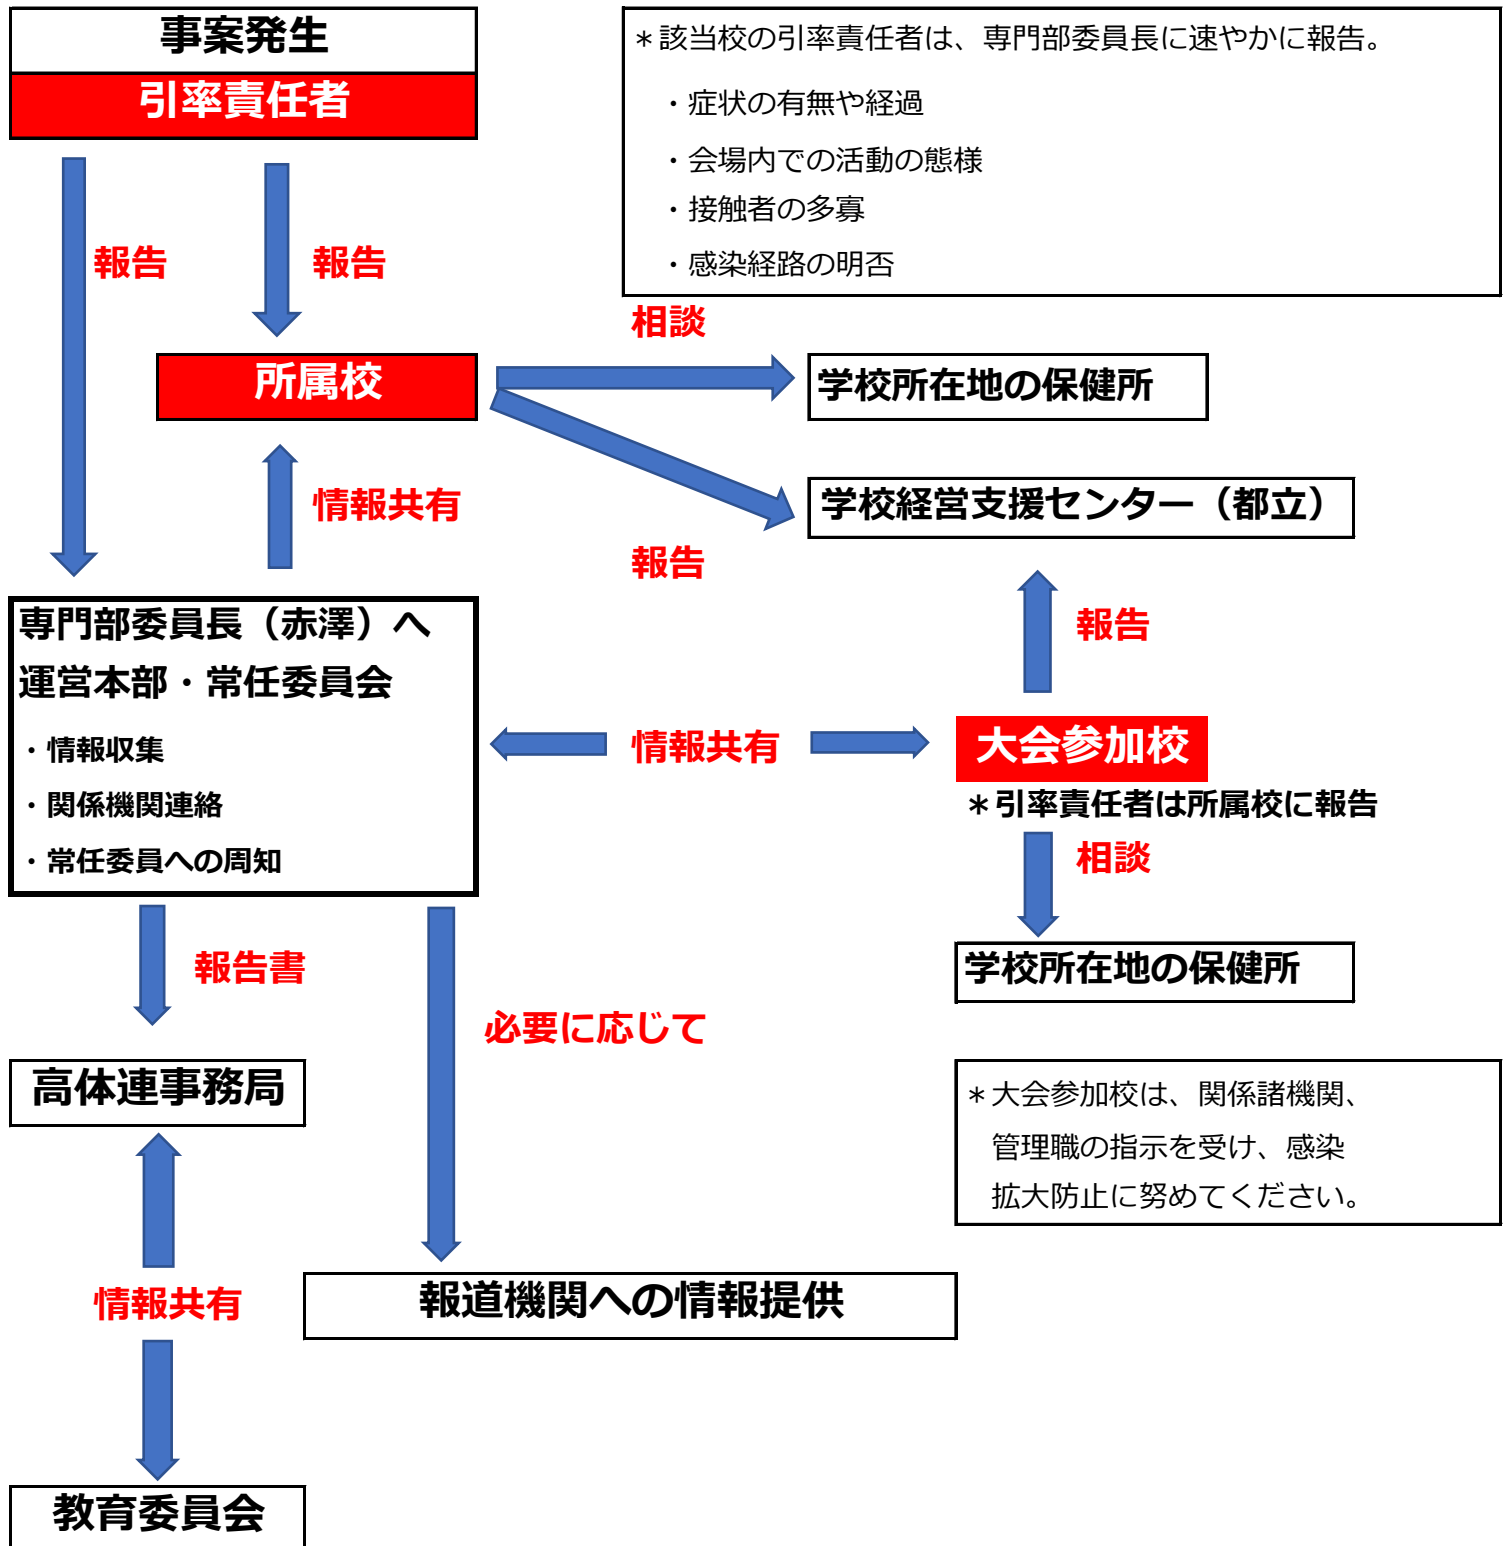 事案発生
引率責任者
＊該当校の引率責任者は、専門部委員長に速やかに報告。
・症状の有無や経過
・会場内での活動の態様
・接触者の多寡
・感染経路の明否
報告
報告
相談
所属校
学校所在地の保健所
情報共有
学校経営支援センター（都立）
報告
専門部委員長（赤澤）へ
運営本部・常任委員会
・情報収集
・関係機関連絡
・常任委員への周知
報告
情報共有
大会参加校
＊引率責任者は所属校に報告
相談
学校所在地の保健所
報告書
必要に応じて
高体連事務局
＊大会参加校は、関係諸機関、
管理職の指示を受け、感染
拡大防止に努めてください。
情報共有
報道機関への情報提供
教育委員会